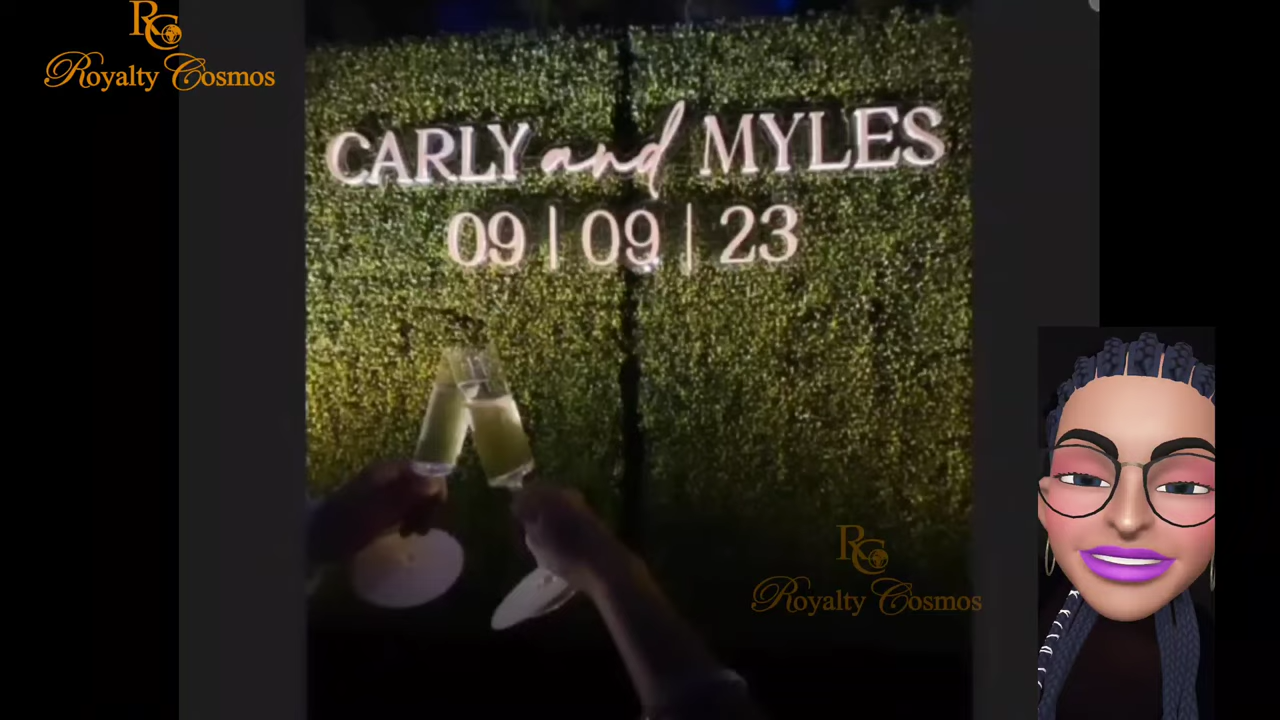 RC
Royalty Cosmos
CARLY and MYLES
09 | 09 | 23
RC
Royalty Cosmos